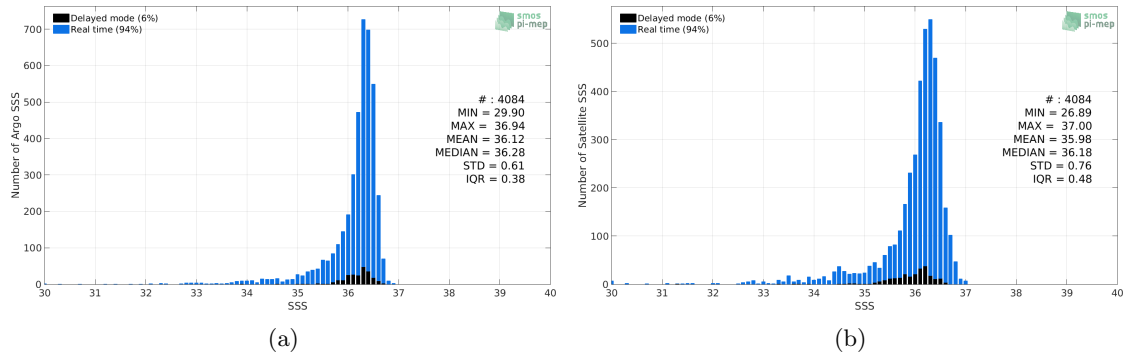 Delayed mode (6%)
Real time (94%)
smos
pi-mep
Number of Argo SSS
700
600
500
400
300
200
100
0
# : 4084
MIN = 29.90
MAX = 36.94
MEAN = 36.12
MEDIAN = 36.28
STD = 0.61
IQR = 0.38
30 31 32 33 34 35 36 37 38 39 40
SSS
(a)
Delayed mode (6%)
Real time (94%)
smos
pi-mep
Number of Satellite SSS
500
400
300
200
100
0
# : 4084
MIN = 26.89
MAX = 37.00
MEAN = 35.98
MEDIAN = 36.18
STD = 0.76
IQR = 0.48
30 31 32 33 34 35 36 37 38 39 40
SSS
(b)